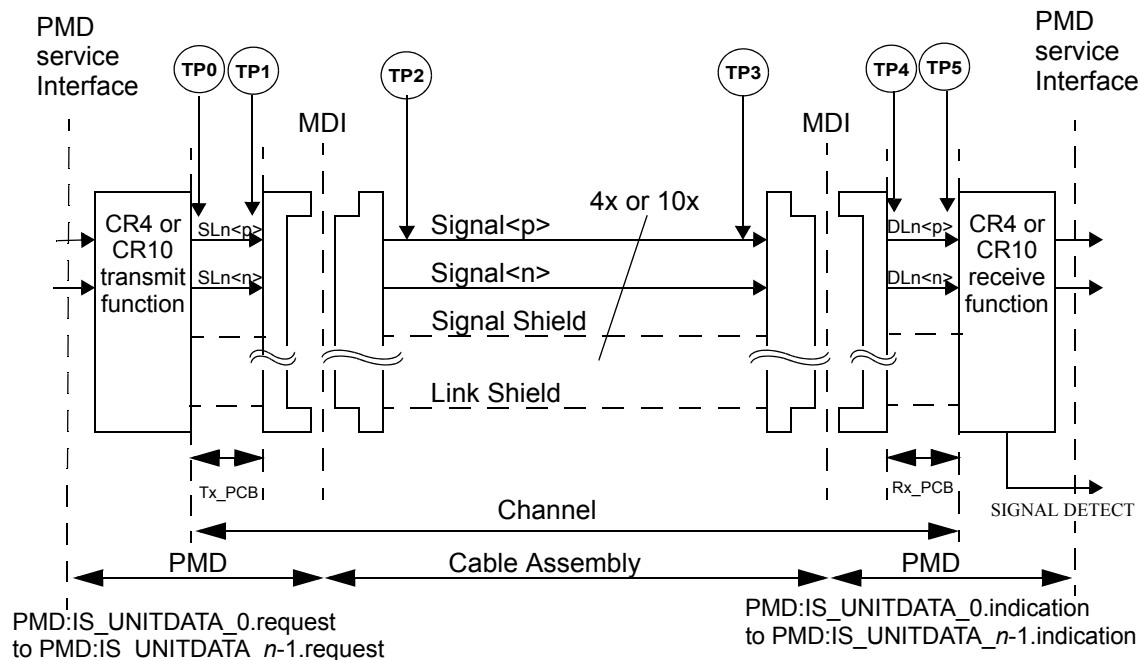 PMD
service
Interface
TP0
TP1
TP2
TP3
TP4
TP5
PMD
service
Interface
MDI
MDI
CR4 or
CR10
transmit
function
SLn<p>
SLn<n>
Signal<p>
Signal<n>
Signal Shield
Link Shield
4x or 10x
DLn<p>
DLn<n>
CR4 or
CR10
receive
function
Tx_PCB
Rx_PCB
SIGNAL DETECT
Channel
PMD
Cable Assembly
PMD
PMD:IS_UNITDATA_0.request
to PMD:IS_UNITDATA_n-1.request
PMD:IS_UNITDATA_0.indication
to PMD:IS_UNITDATA_n-1.indication